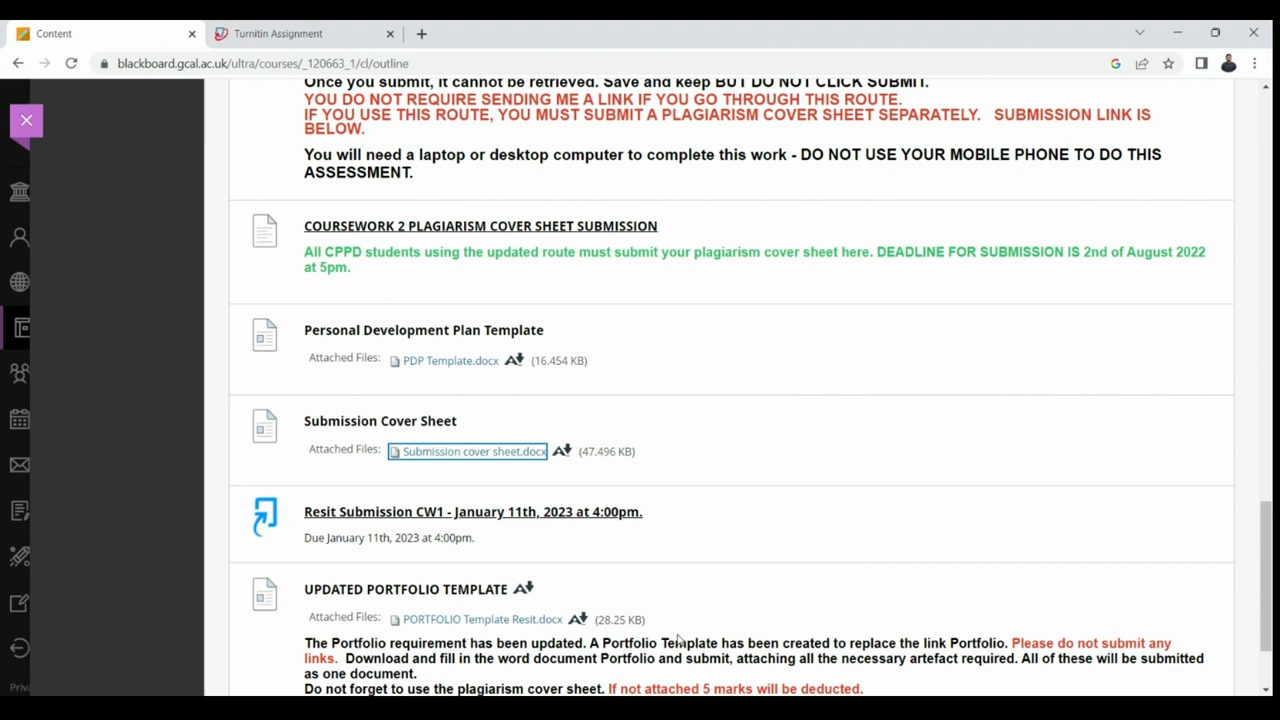 Content
Turnitin Assignment
blackboard.gcal.ac.uk/ultra/courses/_120663_1/cl/outline
Once you submit, it cannot be retrieved. Save and keep BUT DO NOT CLICK SUBMIT.
YOU DO NOT REQUIRE SENDING ME A LINK IF YOU GO THROUGH THIS ROUTE.
IF YOU USE THIS ROUTE, YOU MUST SUBMIT A PLAGIARISM COVER SHEET SEPARATELY. SUBMISSION LINK IS
BELOW.
You will need a laptop or desktop computer to complete this work - DO NOT USE YOUR MOBILE PHONE TO DO THIS
ASSESSMENT.
COURSEWORK 2 PLAGIARISM COVER SHEET SUBMISSION
All CPPD students using the updated route must submit your plagiarism cover sheet here. DEADLINE FOR SUBMISSION IS 2nd of August 2022
at 5pm.
Personal Development Plan Template
Attached Files: PDP Template.docx (16.454 KB)
Submission Cover Sheet
Attached Files: Submission cover sheet.docx (47.496 KB)
Resit Submission CW1 - January 11th, 2023 at 4:00pm.
Due January 11th, 2023 at 4:00pm.
UPDATED PORTFOLIO TEMPLATE
Attached Files: PORTFOLIO Template Resit.docx (28.25 KB)
The Portfolio requirement has been updated. A Portfolio Template has been created to replace the link Portfolio. Please do not submit any
links. Download and fill in the word document Portfolio and submit, attaching all the necessary artefact required. All of these will be submitted
as one document.
Do not forget to use the plagiarism cover sheet. If not attached 5 marks will be deducted.
Priva